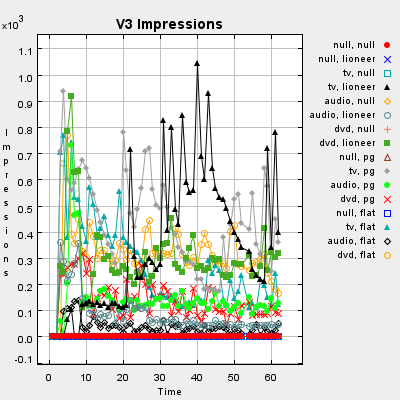 V3 Impressions
x10³
1.1
1.0
0.9
0.8
0.7
0.6
0.5
0.4
0.3
0.2
0.1
0.0
-0.1
Impressions
0 10 20 30 40 50 60
Time
null, null
null, lioneer
tv, null
tv, lioneer
audio, null
audio, lioneer
dvd, null
dvd, lioneer
null, pg
tv, pg
audio, pg
dvd, pg
null, flat
tv, flat
audio, flat
dvd, flat